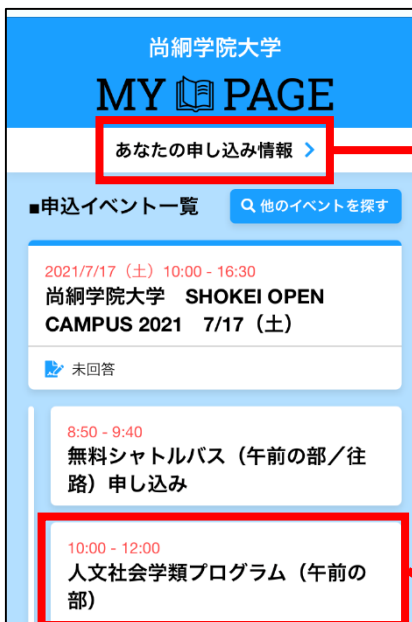 尚絅学院大学
MY PAGE
あなたの申し込み情報 >
■申込イベント一覧
他のイベントを探す
2021/7/17（土）10:00 - 16:30
尚絅学院大学 SHOKEI OPEN
CAMPUS 2021 7/17（土）
未回答
8:50 - 9:40
無料シャトルバス（午前の部／往
路）申し込み
10:00 - 12:00
人文社会学類プログラム（午前の
部）